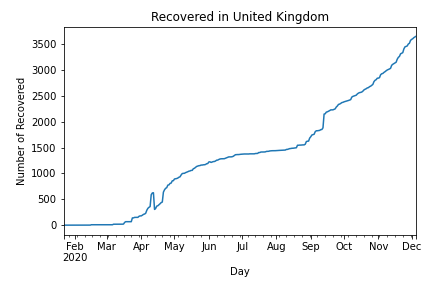 Recovered in United Kingdom
Number of Recovered
3500
3000
2500
2000
1500
1000
500
0
Feb Mar Apr May Jun Jul Aug Sep Oct Nov Dec
2020
Day